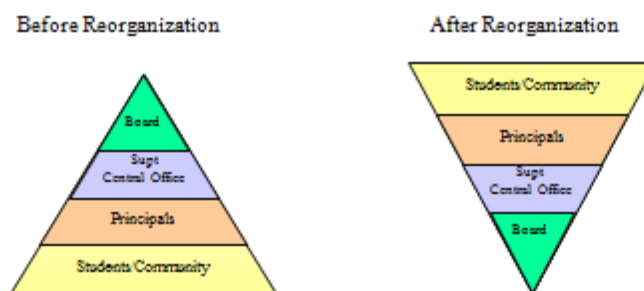 Before Reorganization
Board
Supt
Central Office
Principals
Students/Community
After Reorganization
Students/Community
Principals
Supt
Central Office
Board